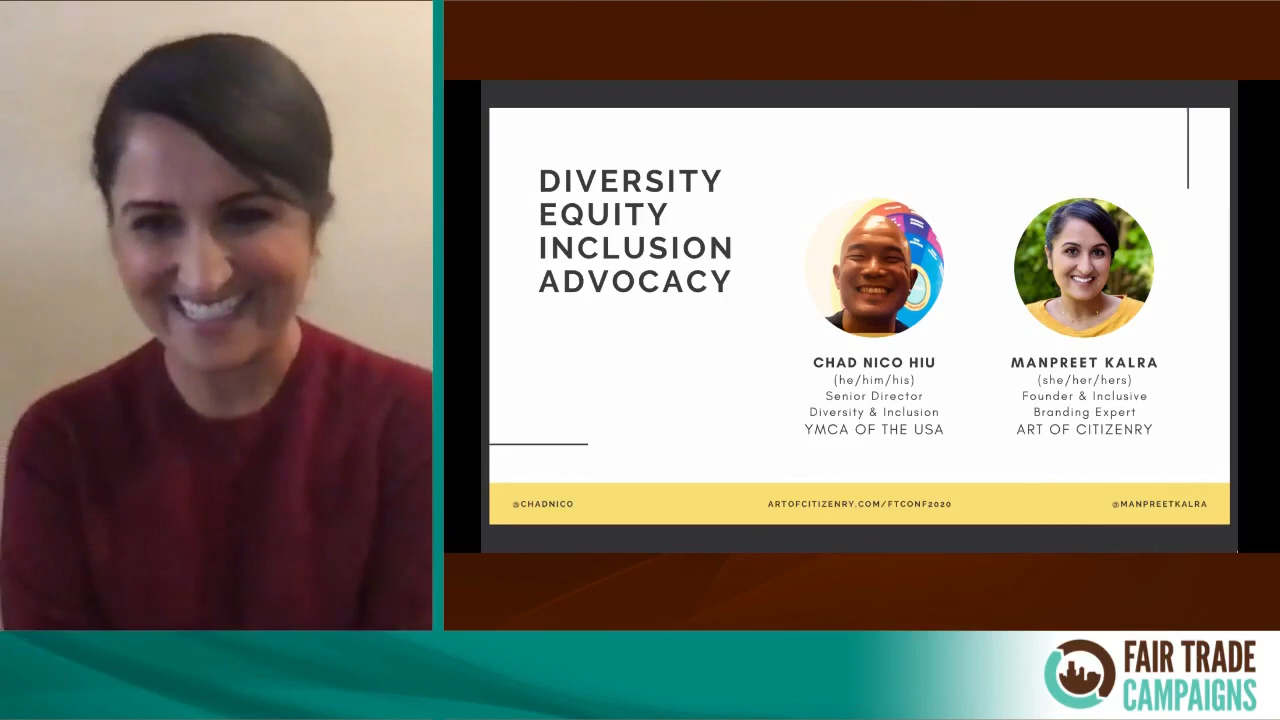 DIVERSITY
EQUITY
INCLUSION
ADVOCACY
CHAD NICO HIU
(he/him/his)
Senior Director
Diversity & Inclusion
YMCA OF THE USA
MANPREET KALRA
(she/her/hers)
Founder & Inclusive
Branding Expert
ART OF CITIZENRY
@CHADNICO
ARTOFCITIZENRY.COM/FTCONF2020
@MANPREETKALRA
FAIR TRADE
CAMPAIGNS